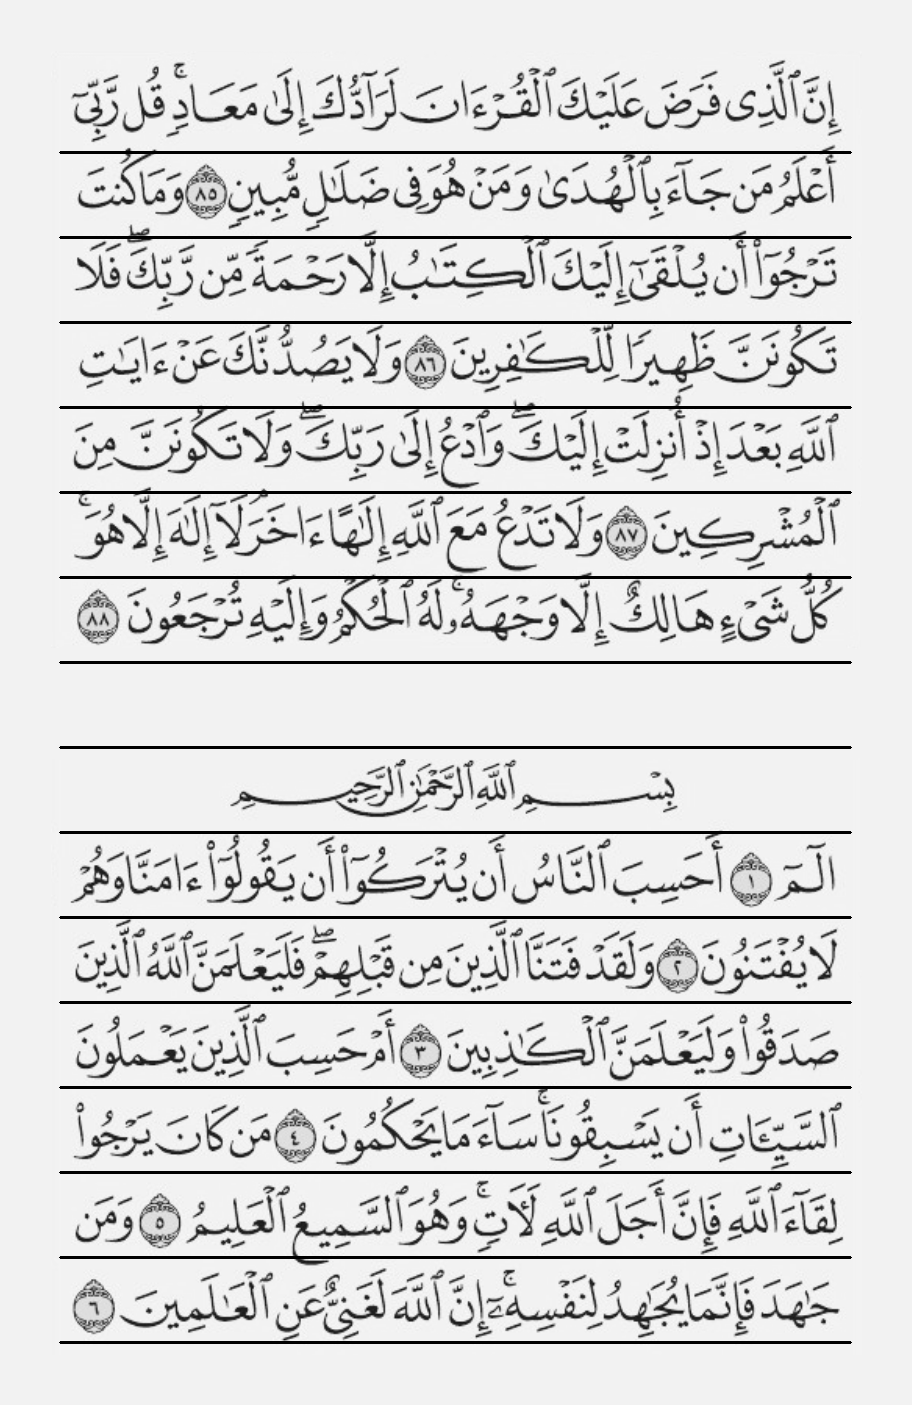 إِنَّ ٱلَّذِى فَرَضَ عَلَيْكَ ٱلْقُرْءَانَ لَرَآدُّكَ إِلَىٰ مَعَادٍ ۚ قُل رَّبِّىٓ
أَعْلَمُ مَن جَآءَ بِٱلْهُدَىٰ وَمَنْ هُوَ فِى ضَلَـٰلٍ مُّبِينٍ ٨٥ وَمَا كُنتَ
تَرْجُوٓا۟ أَن يُلْقَىٰٓ إِلَيْكَ ٱلْكِتَـٰبُ إِلَّا رَحْمَةً مِّن رَّبِّكَ ۖ فَلَا
تَكُونَنَّ ظَهِيرًا لِّلْكَـٰفِرِينَ ٨٦ وَلَا يَصُدُّنَّكَ عَنْ ءَايَـٰتِ
ٱللَّهِ بَعْدَ إِذْ أُنزِلَتْ إِلَيْكَ ۖ وَٱدْعُ إِلَىٰ رَبِّكَ ۖ وَلَا تَكُونَنَّ مِنَ
ٱلْمُشْرِكِينَ ٨٧ وَلَا تَدْعُ مَعَ ٱللَّهِ إِلَـٰهًا ءَاخَرَ ۘ لَآ إِلَـٰهَ إِلَّا هُوَ ۚ
كُلُّ شَىْءٍ هَالِكٌ إِلَّا وَجْهَهُۥ ۚ لَهُ ٱلْحُكْمُ وَإِلَيْهِ تُرْجَعُونَ ٨٨
بِسْمِ ٱللَّهِ ٱلرَّحْمَـٰنِ ٱلرَّحِيمِ
الٓمٓ ١ أَحَسِبَ ٱلنَّاسُ أَن يُتْرَكُوٓا۟ أَن يَقُولُوٓا۟ ءَامَنَّا وَهُمْ
لَا يُفْتَنُونَ ٢ وَلَقَدْ فَتَنَّا ٱلَّذِينَ مِن قَبْلِهِمْ ۖ فَلَيَعْلَمَنَّ ٱللَّهُ ٱلَّذِينَ
صَدَقُوا۟ وَلَيَعْلَمَنَّ ٱلْكَـٰذِبِينَ ٣ أَمْ حَسِبَ ٱلَّذِينَ يَعْمَلُونَ
ٱلسَّيِّـَٔاتِ أَن يَسْبِقُونَا ۚ سَآءَ مَا يَحْكُمُونَ ٤ مَن كَانَ يَرْجُوا۟
لِقَآءَ ٱللَّهِ فَإِنَّ أَجَلَ ٱللَّهِ لَـَٔاتٍ ۚ وَهُوَ ٱلسَّمِيعُ ٱلْعَلِيمُ ٥ وَمَن
جَـٰهَدَ فَإِنَّمَا يُجَـٰهِدُ لِنَفْسِهِۦٓ ۚ إِنَّ ٱللَّهَ لَغَنِىٌّ عَنِ ٱلْعَـٰلَمِينَ ٦